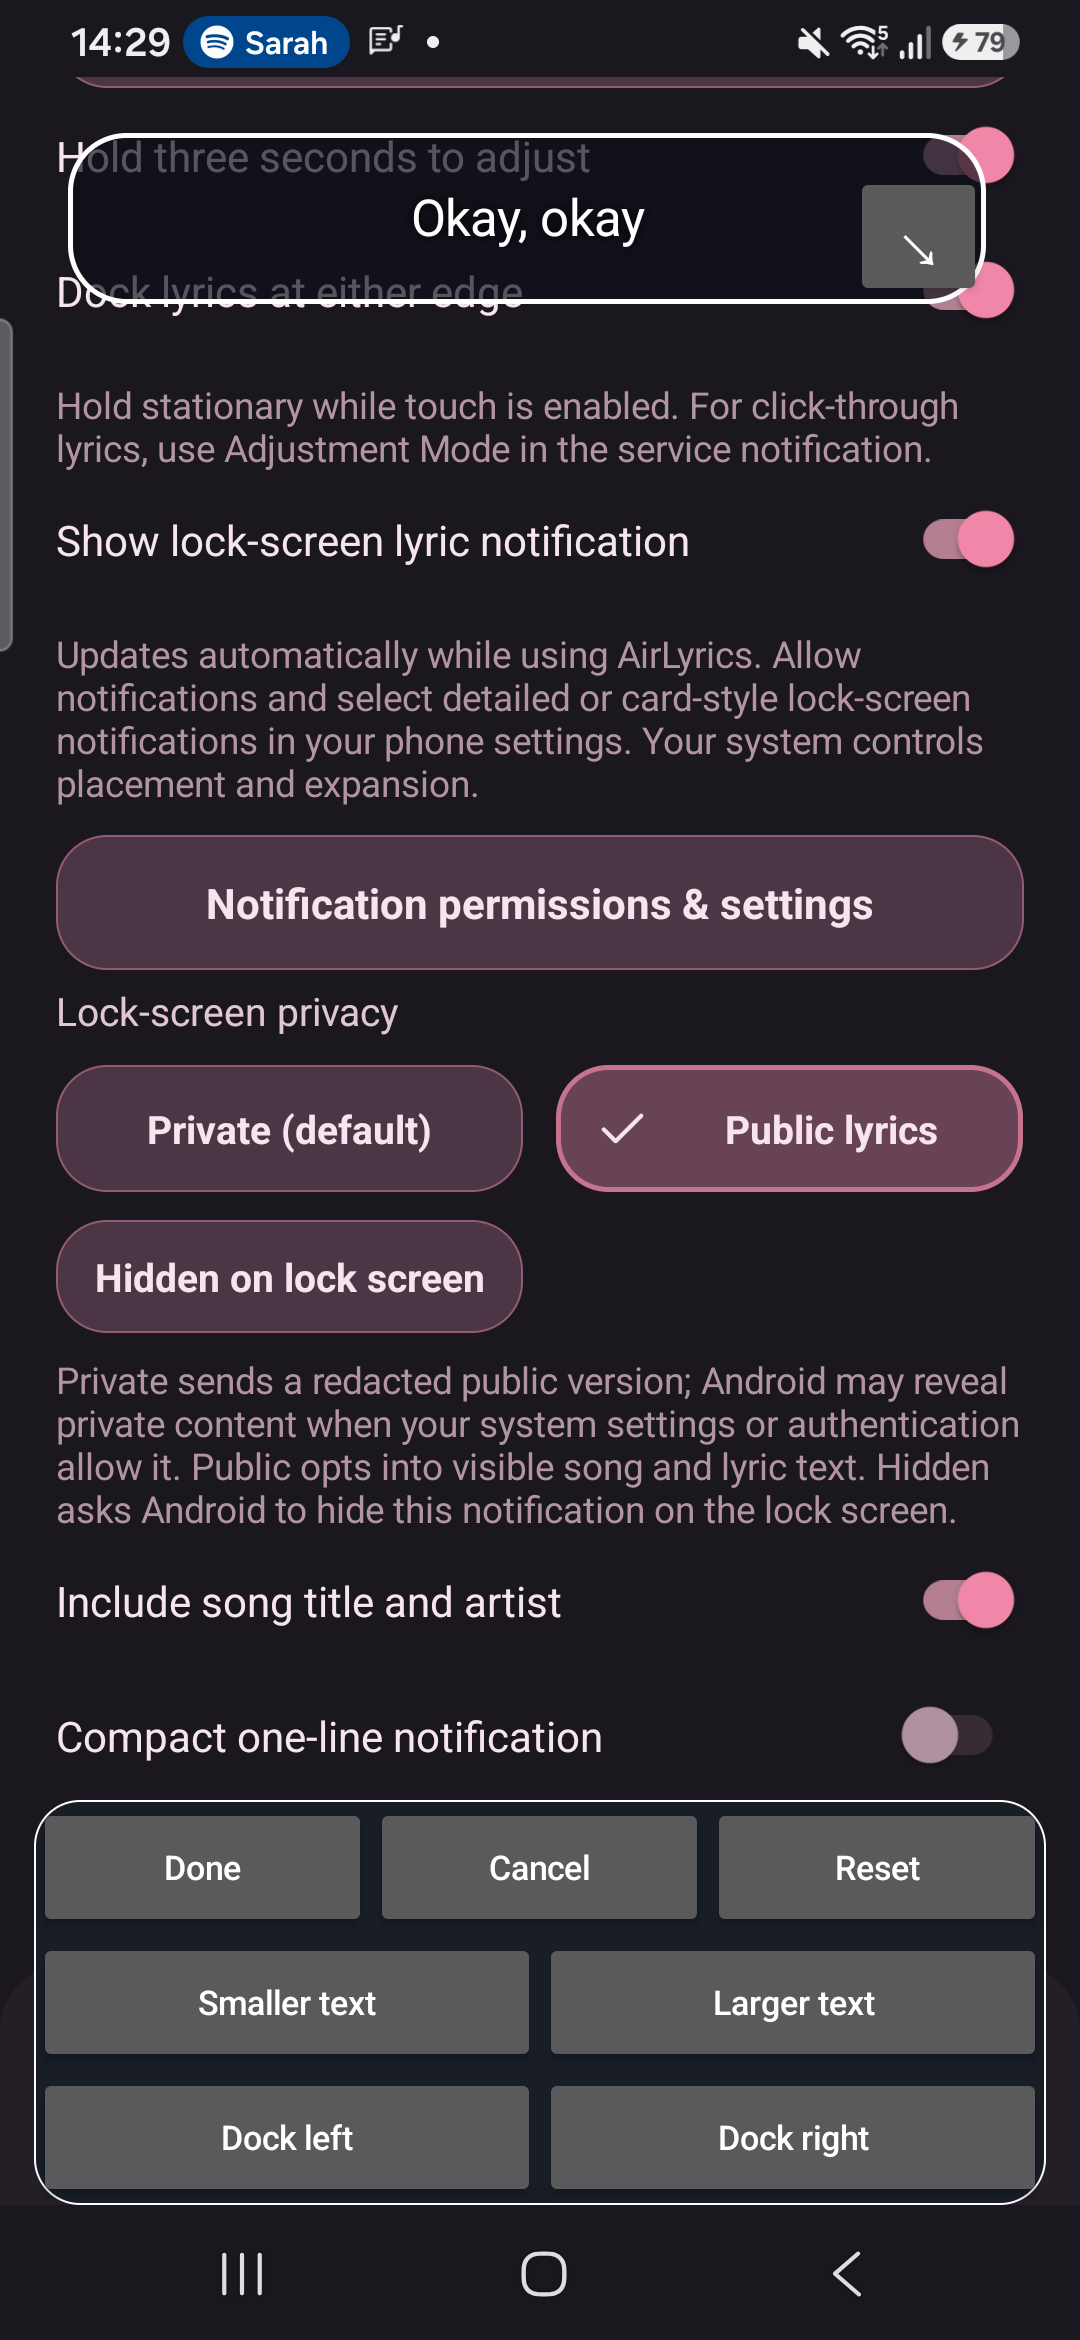 14:29 Sarah 5 79
Hold three seconds to adjust
Okay, okay
Dock lyrics at either edge
Hold stationary while touch is enabled. For click-through
lyrics, use Adjustment Mode in the service notification.
Show lock-screen lyric notification
Updates automatically while using AirLyrics. Allow
notifications and select detailed or card-style lock-screen
notifications in your phone settings. Your system controls
placement and expansion.
Notification permissions & settings
Lock-screen privacy
Private (default) Public lyrics
Hidden on lock screen
Private sends a redacted public version; Android may reveal
private content when your system settings or authentication
allow it. Public opts into visible song and lyric text. Hidden
asks Android to hide this notification on the lock screen.
Include song title and artist
Compact one-line notification
Done Cancel Reset
Smaller text Larger text
Dock left Dock right